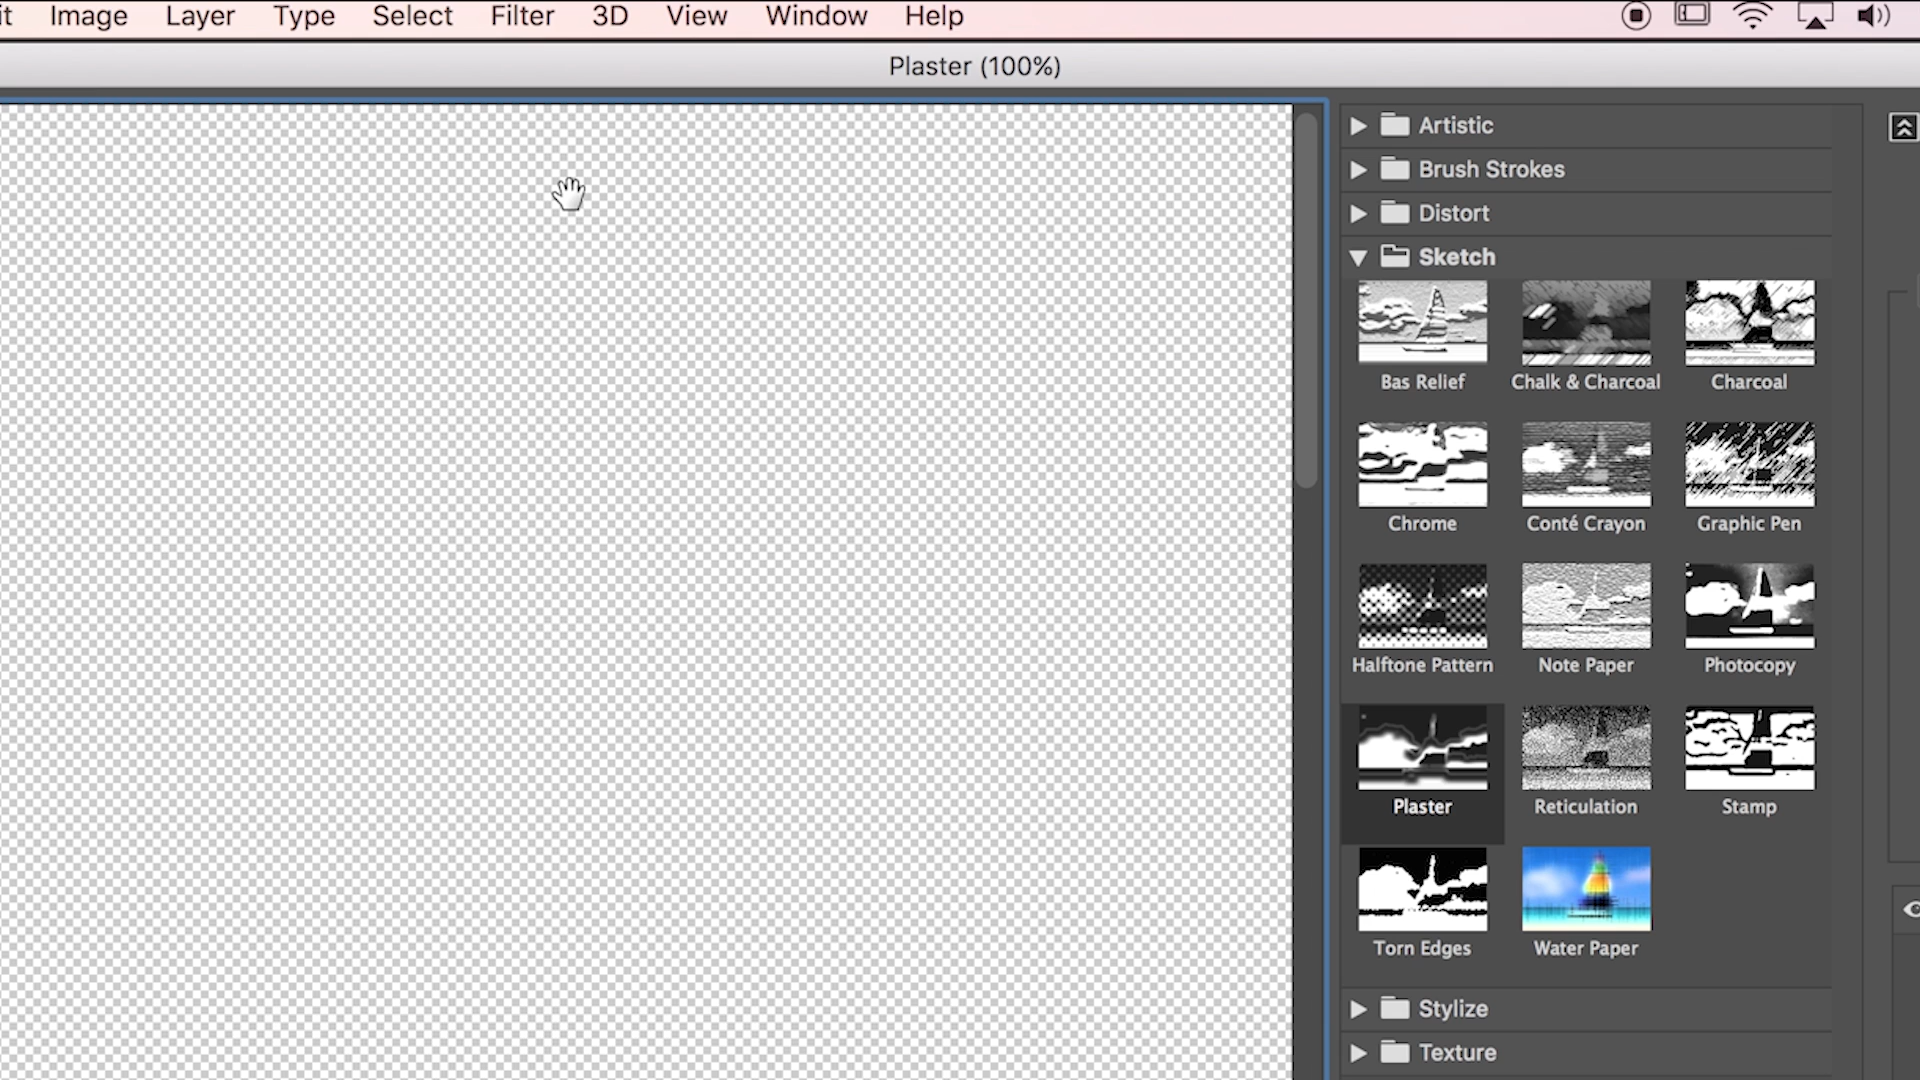 it Image Layer Type Select Filter 3D View Window Help
Plaster (100%)
Artistic
Brush Strokes
Distort
Sketch
Bas Relief Chalk & Charcoal Charcoal
Chrome Conté Crayon Graphic Pen
Halftone Pattern Note Paper Photocopy
Plaster Reticulation Stamp
Torn Edges Water Paper
Stylize
Texture